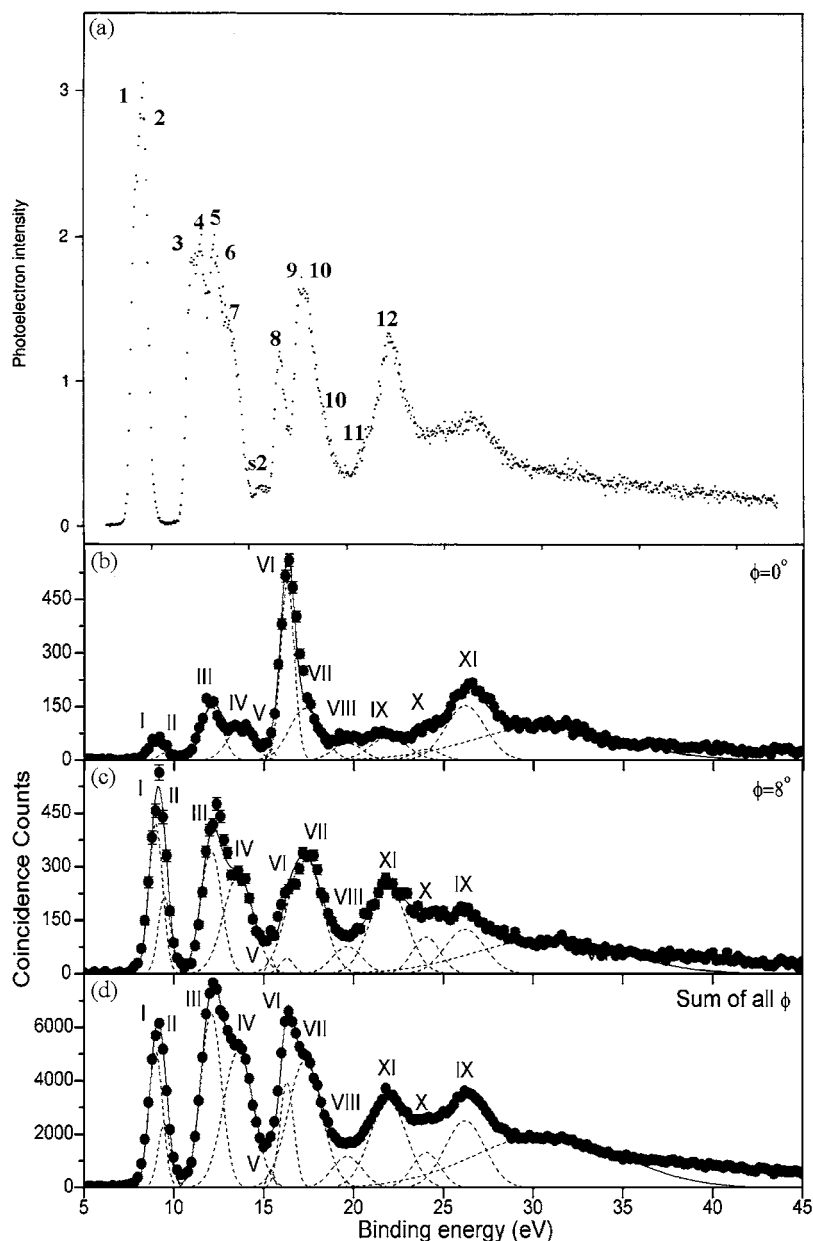 (a)
1
2
3
4
5
6
7
s2
8
9 10
10
11
12
3
2
1
0
Photoelectron intensity
(b)
ϕ=0°
I
II
III
IV
V
VI
VII
VIII
IX
X
XI
450
300
150
0
(c)
ϕ=8°
I
II
III
IV
V
VI
VII
VIII
XI
X
IX
450
300
150
0
Coincidence Counts
(d)
Sum of all ϕ
I
II
III
IV
V
VI
VII
VIII
XI
X
IX
6000
4000
2000
0
5 10 15 20 25 30 35 40 45
Binding energy (eV)